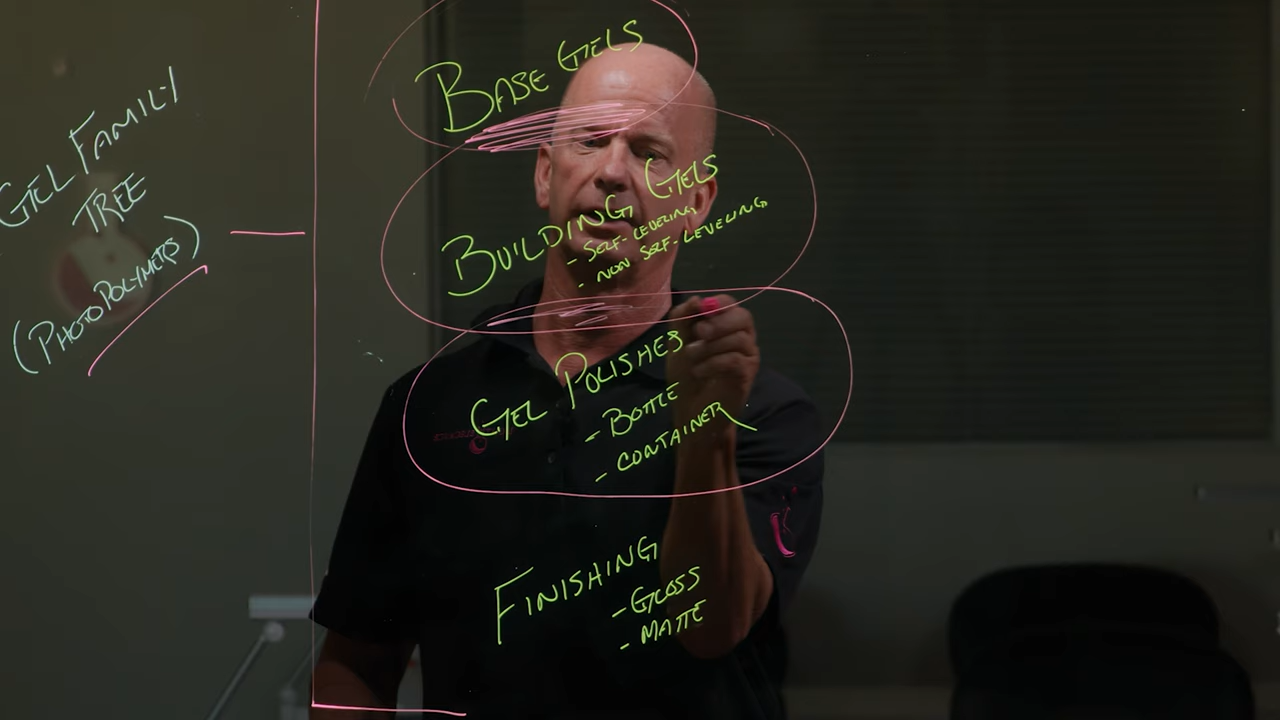 GEL FAMILY
TREE
(PHOTOPOLYMERS)
BASE GELS
BUILDING GELS
- SELF-LEVELING
- NON SELF-LEVELING
GEL POLISHES
- BOTTLE
- CONTAINER
FINISHING
- GLOSS
- MATTE